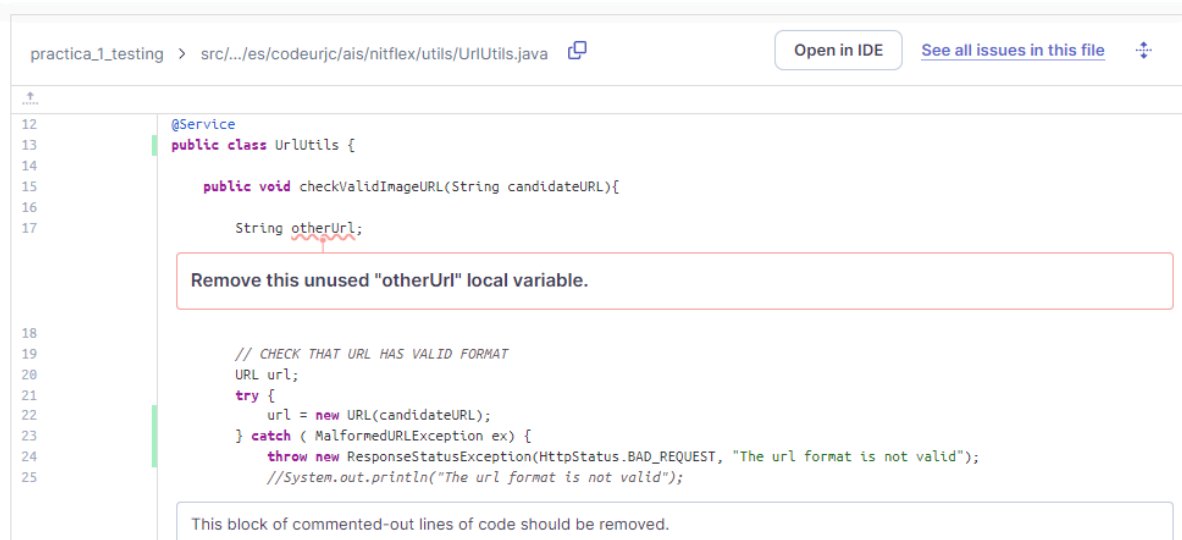 practica_1_testing > src/.../es/codeurjc/ais/nitflex/utils/UrlUtils.java Open in IDE See all issues in this file
12 @Service
13 public class UrlUtils {
14
15 public void checkValidImageURL(String candidateURL){
16
17 String otherUrl;
Remove this unused "otherUrl" local variable.
18
19 // CHECK THAT URL HAS VALID FORMAT
20 URL url;
21 try {
22 url = new URL(candidateURL);
23 } catch ( MalformedURLException ex) {
24 throw new ResponseStatusException(HttpStatus.BAD_REQUEST, "The url format is not valid");
25 //System.out.println("The url format is not valid");
This block of commented-out lines of code should be removed.